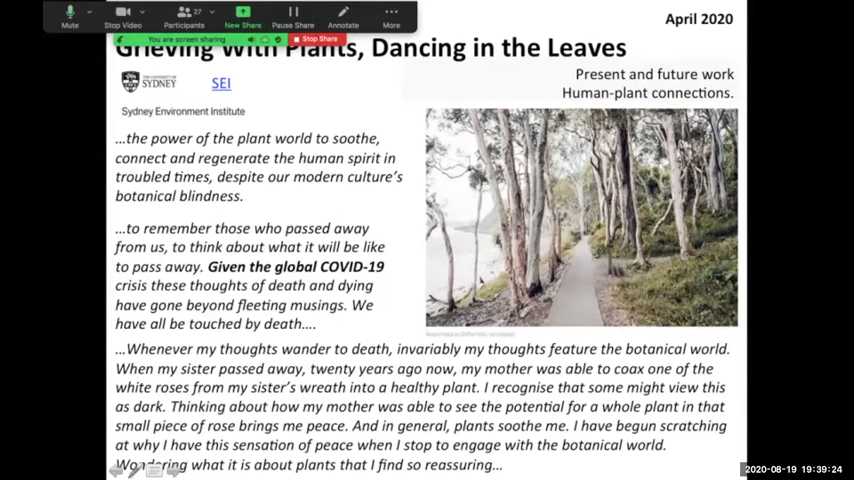 April 2020
27
Mute
Stop Video
Participants
New Share
Pause Share
Annotate
More
You are screen sharing
Stop Share
Grieving With Plants, Dancing in the Leaves
THE UNIVERSITY OF
SYDNEY
SEI
Present and future work
Human-plant connections.
Sydney Environment Institute
…the power of the plant world to soothe,
connect and regenerate the human spirit in
troubled times, despite our modern culture's
botanical blindness.
…to remember those who passed away
from us, to think about what it will be like
to pass away. Given the global COVID-19
crisis these thoughts of death and dying
have gone beyond fleeting musings. We
have all be touched by death….
…Whenever my thoughts wander to death, invariably my thoughts feature the botanical world.
When my sister passed away, twenty years ago now, my mother was able to coax one of the
white roses from my sister's wreath into a healthy plant. I recognise that some might view this
as dark. Thinking about how my mother was able to see the potential for a whole plant in that
small piece of rose brings me peace. And in general, plants soothe me. I have begun scratching
at why I have this sensation of peace when I stop to engage with the botanical world.
Wondering what it is about plants that I find so reassuring…
2020-08-19 19:39:24